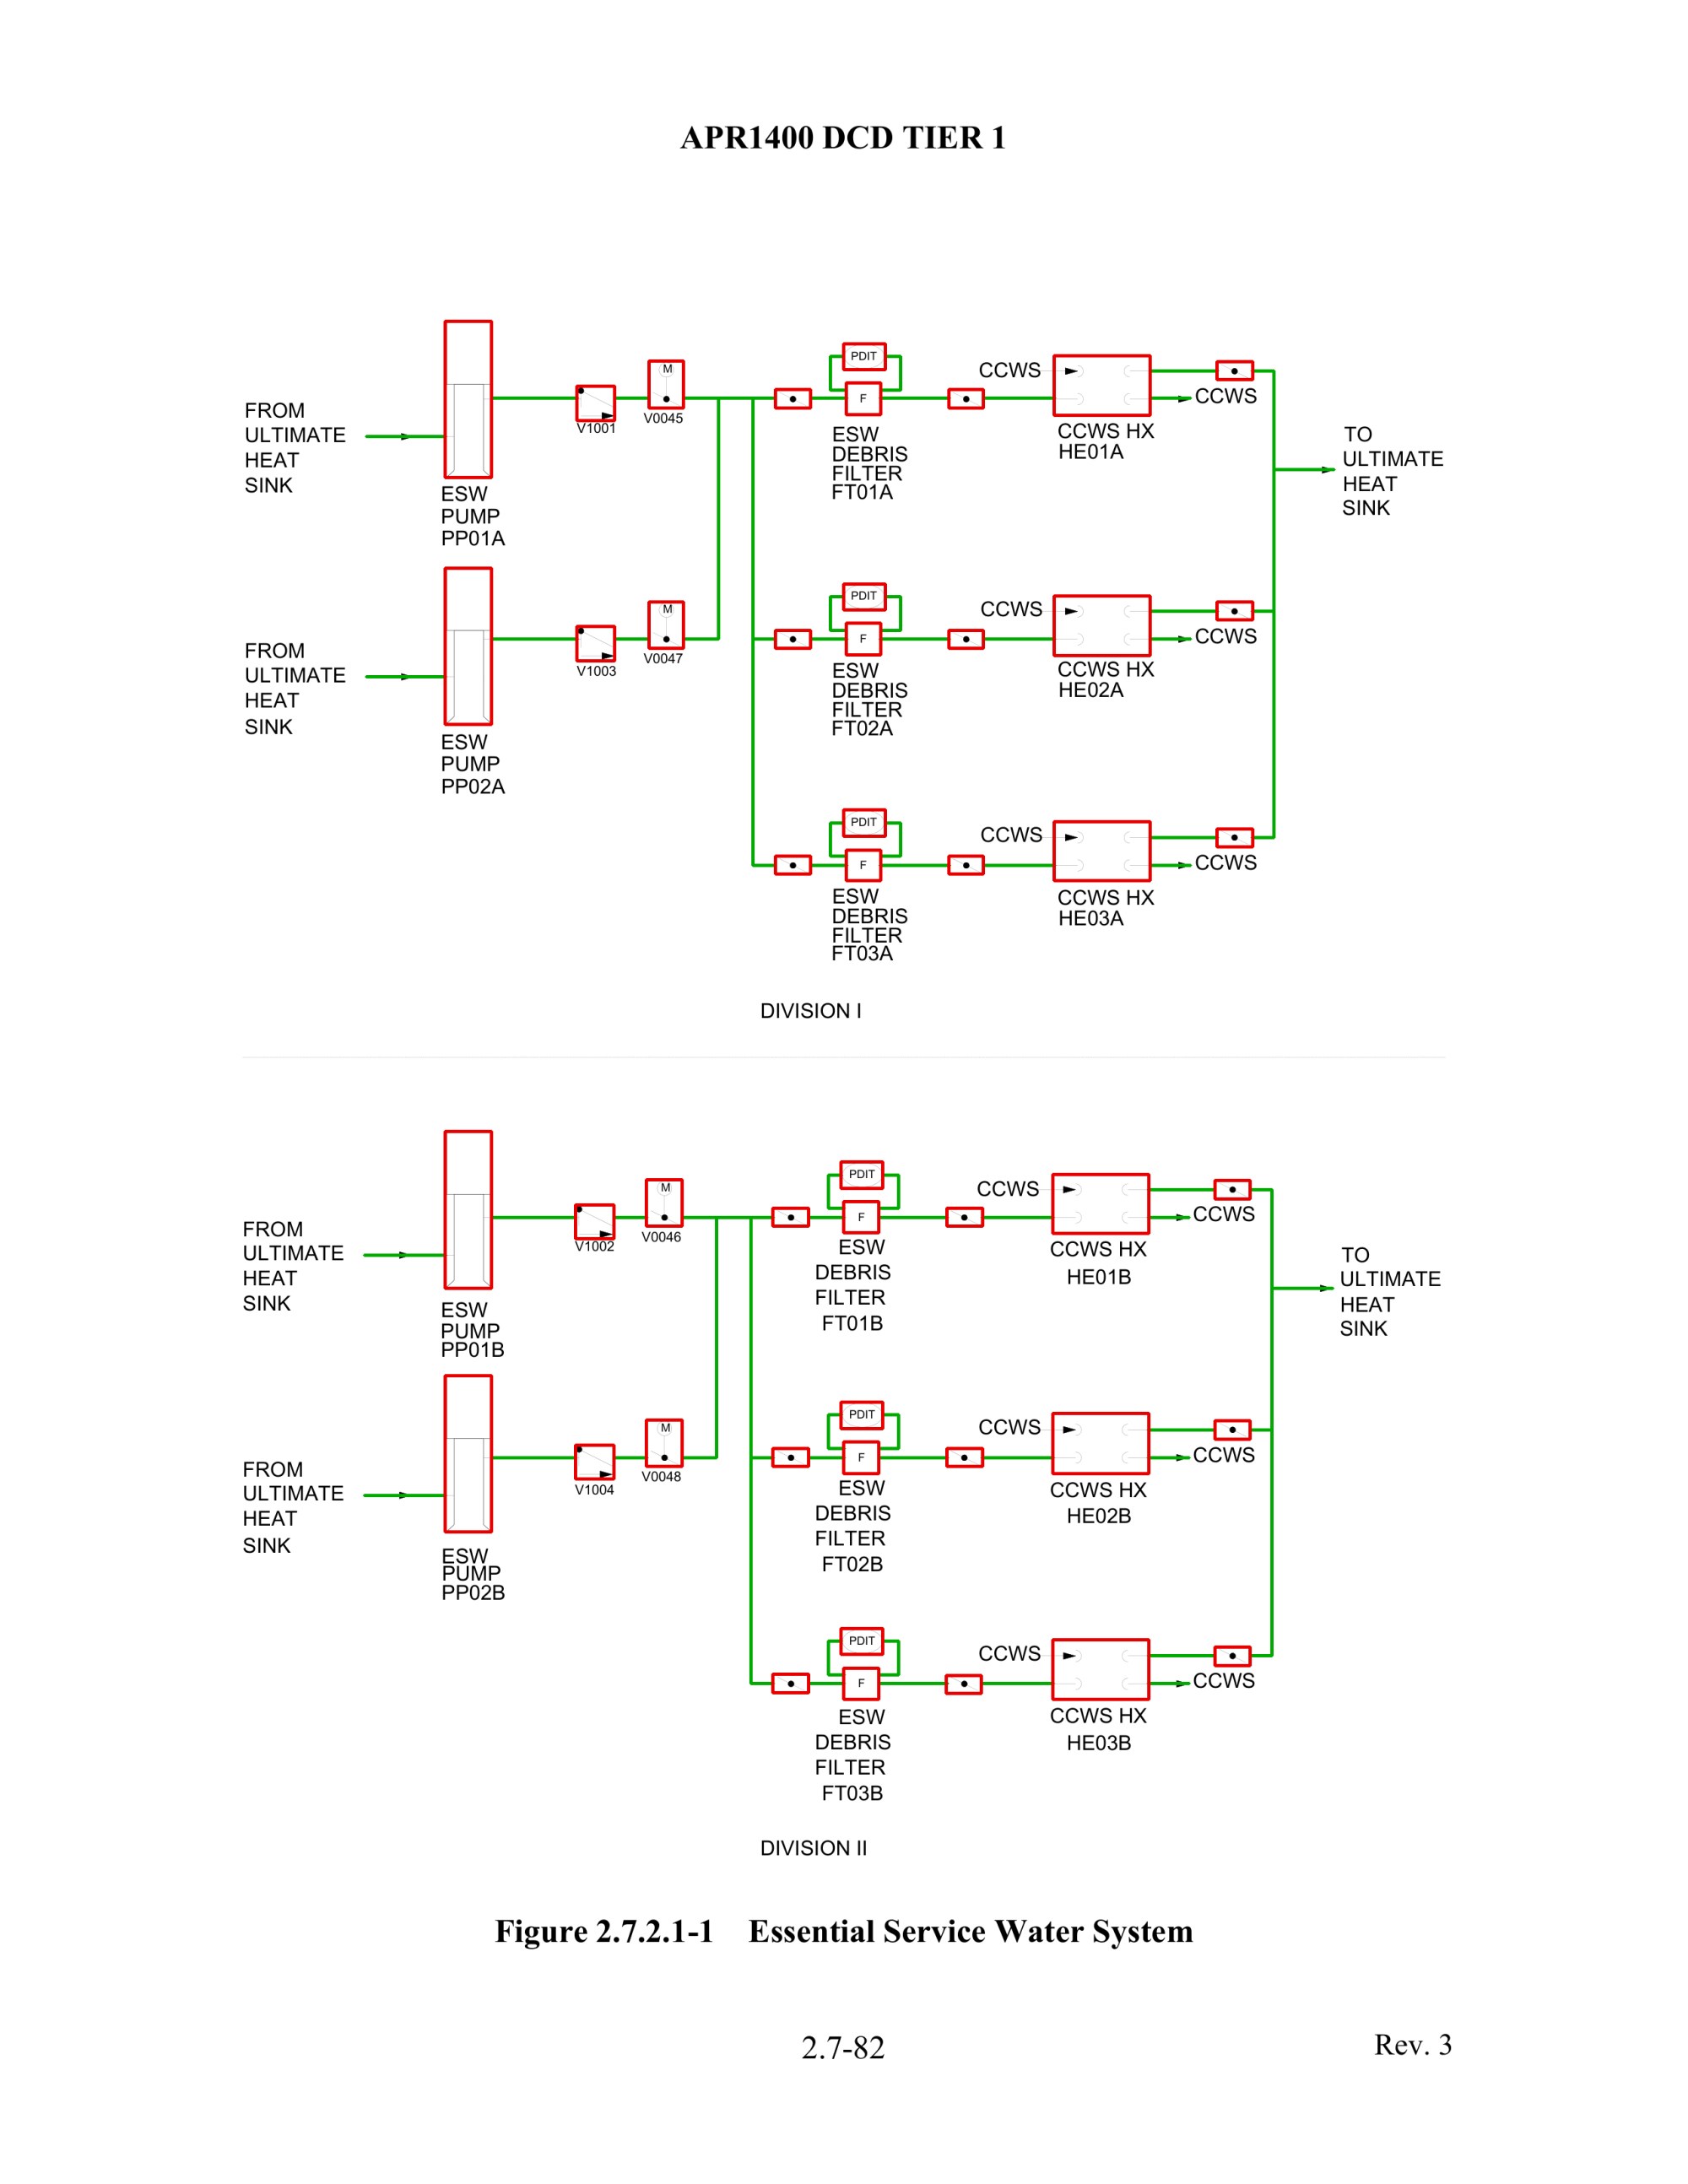 APR1400 DCD TIER 1
PDIT
M
CCWS
FROM
ULTIMATE
HEAT
SINK
V1001
V0045
F
CCWS
ESW
DEBRIS
FILTER
FT01A
CCWS HX
HE01A
TO
ULTIMATE
HEAT
SINK
ESW
PUMP
PP01A
PDIT
M
CCWS
FROM
ULTIMATE
HEAT
SINK
V1003
V0047
F
CCWS
ESW
DEBRIS
FILTER
FT02A
CCWS HX
HE02A
ESW
PUMP
PP02A
PDIT
CCWS
F
CCWS
ESW
DEBRIS
FILTER
FT03A
CCWS HX
HE03A
DIVISION I
PDIT
M
CCWS
FROM
ULTIMATE
HEAT
SINK
V1002
V0046
F
CCWS
ESW
DEBRIS
FILTER
FT01B
CCWS HX
HE01B
TO
ULTIMATE
HEAT
SINK
ESW
PUMP
PP01B
PDIT
M
CCWS
FROM
ULTIMATE
HEAT
SINK
V1004
V0048
F
CCWS
ESW
DEBRIS
FILTER
FT02B
CCWS HX
HE02B
ESW
PUMP
PP02B
PDIT
CCWS
F
CCWS
ESW
DEBRIS
FILTER
FT03B
CCWS HX
HE03B
DIVISION II
Figure 2.7.2.1-1 Essential Service Water System
2.7-82
Rev. 3